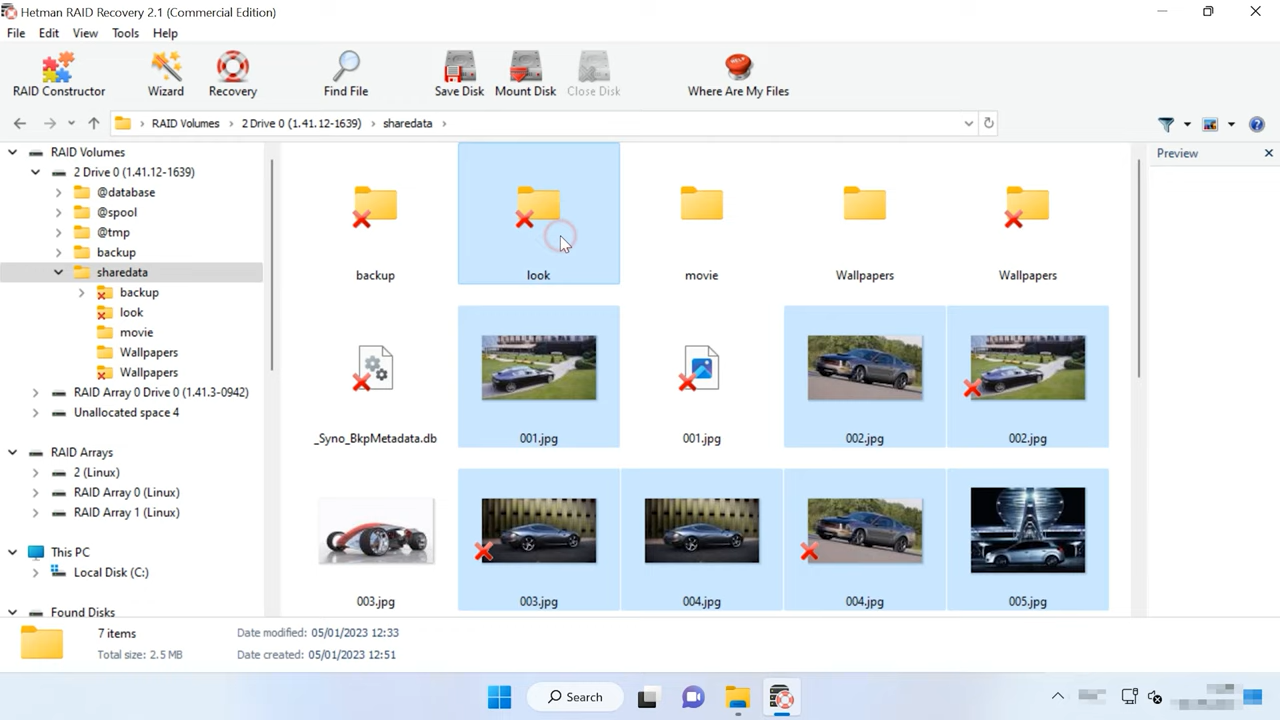 Hetman RAID Recovery 2.1 (Commercial Edition)
File Edit View Tools Help
RAID Constructor Wizard Recovery Find File Save Disk Mount Disk Close Disk Where Are My Files
HELP
RAID Volumes 2 Drive 0 (1.41.12-1639) sharedata
Preview
RAID Volumes
2 Drive 0 (1.41.12-1639)
@database
@spool
@tmp
backup
sharedata
backup
look
movie
Wallpapers
Wallpapers
RAID Array 0 Drive 0 (1.41.3-0942)
Unallocated space 4
RAID Arrays
2 (Linux)
RAID Array 0 (Linux)
RAID Array 1 (Linux)
This PC
Local Disk (C:)
Found Disks
backup look movie Wallpapers Wallpapers
_Syno_BkpMetadata.db 001.jpg 001.jpg 002.jpg 002.jpg
003.jpg 003.jpg 004.jpg 004.jpg 005.jpg
7 items Date modified: 05/01/2023 12:33
Total size: 2.5 MB Date created: 05/01/2023 12:51
Search